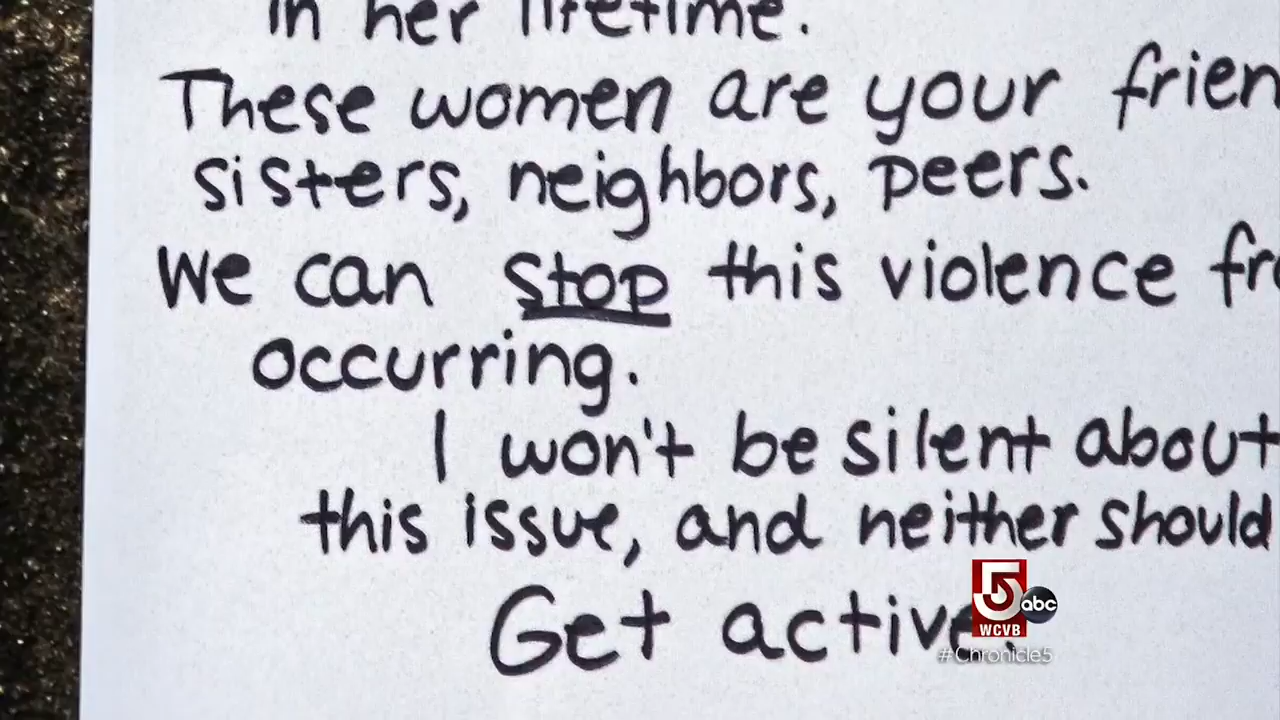 in her lifetime.
These women are your frien
sisters, neighbors, peers.
We can stop this violence fr
occurring.
I won't be silent about
this issue, and neither should
Get active.
5 abc
WCVB
#Chronicle5